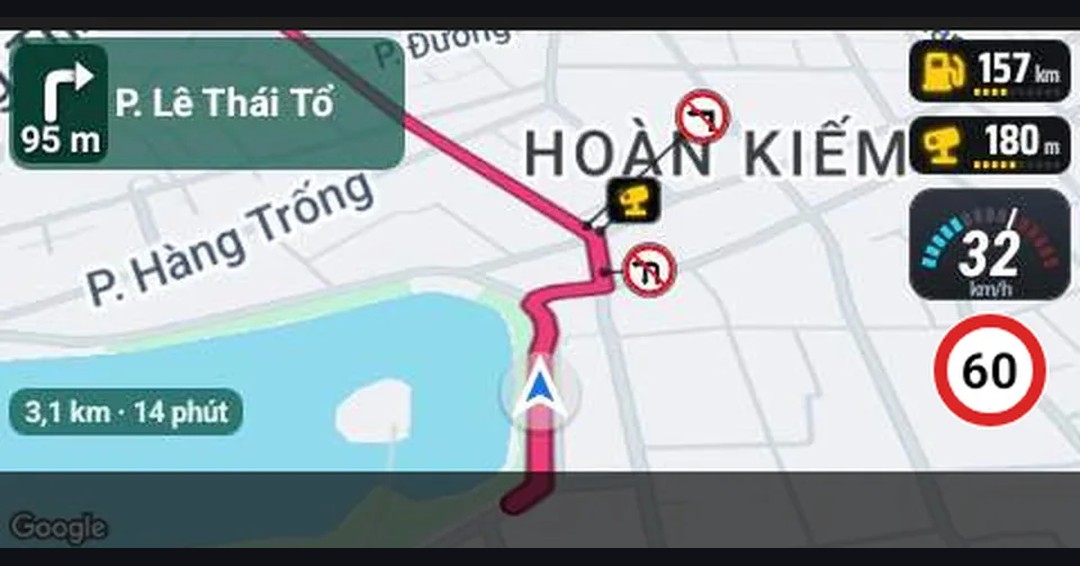 P. Đường
P. Lê Thái Tổ
95 m
157 km
HOÀN KIẾM
180 m
P. Hàng Trống
32
km/h
60
3,1 km · 14 phút
Google